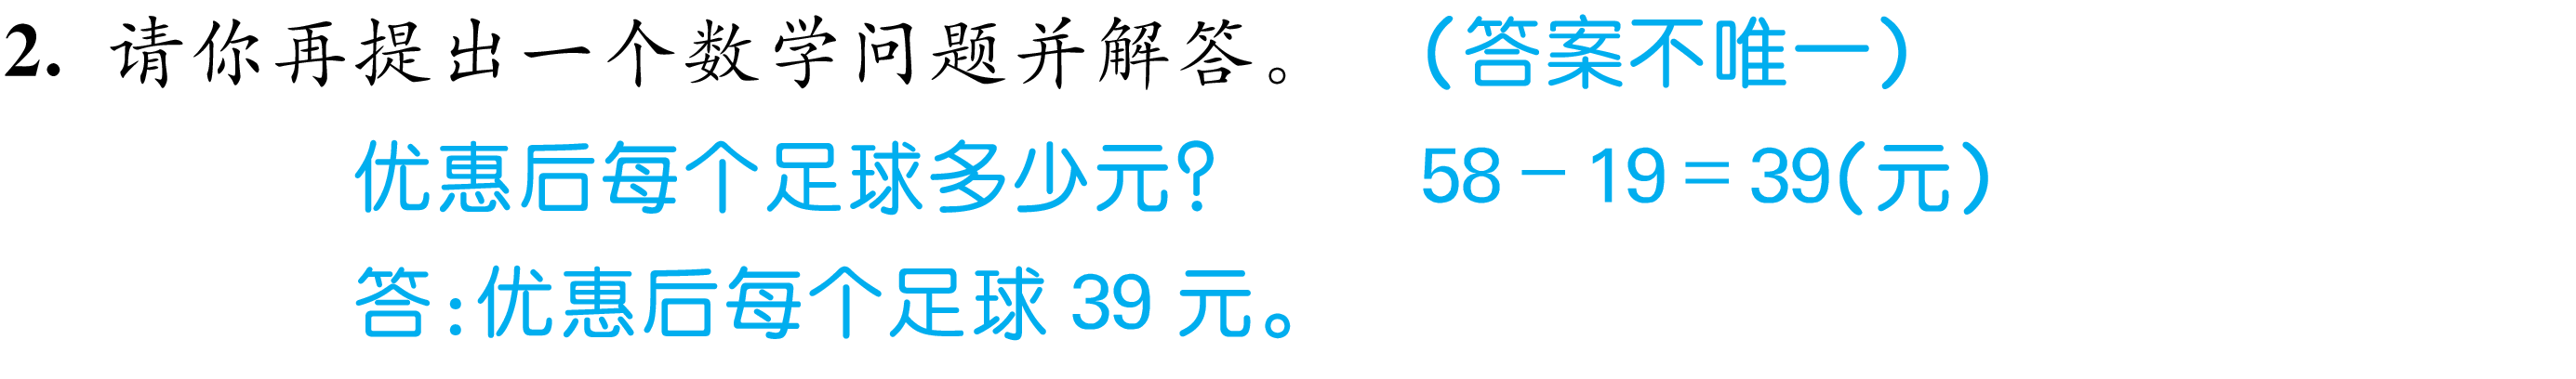 2. 请你再提出一个数学问题并解答。 (答案不唯一)
优惠后每个足球多少元? 58－19＝39(元)
答:优惠后每个足球 39 元。